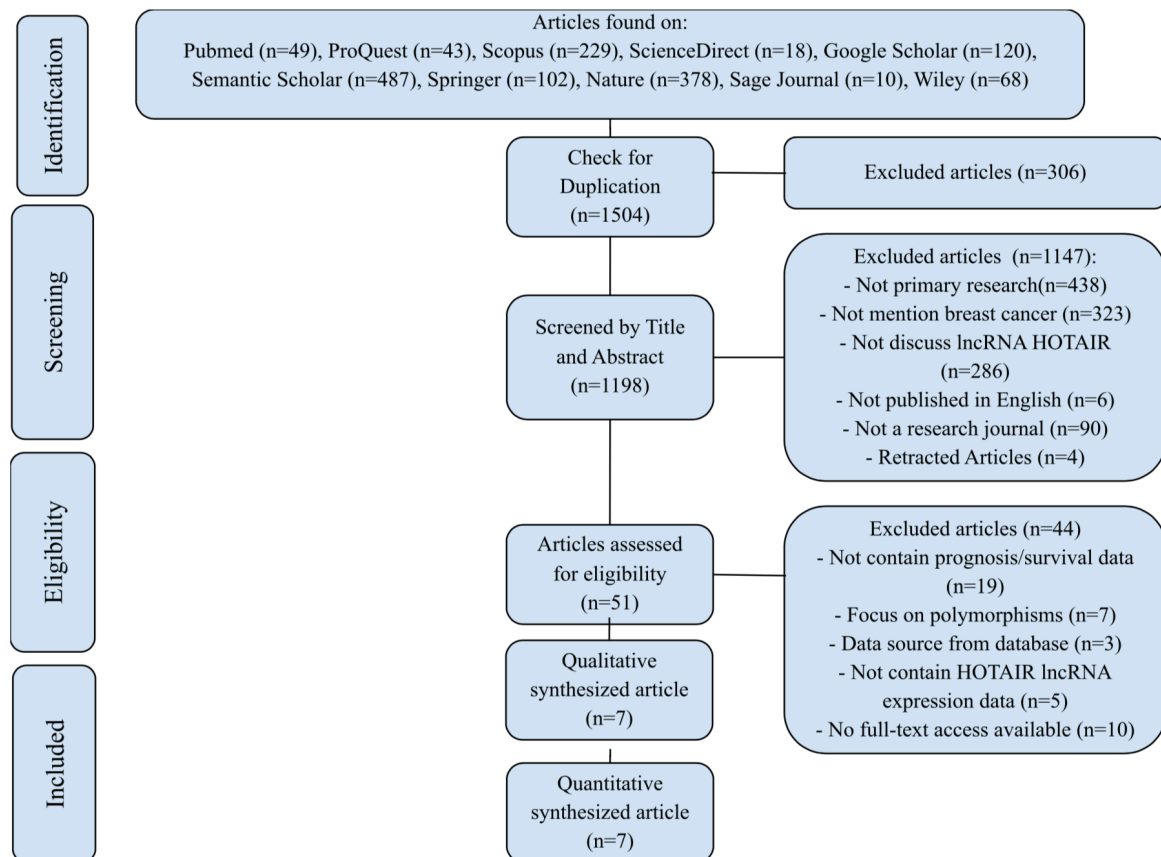 Identification
Articles found on:
Pubmed (n=49), ProQuest (n=43), Scopus (n=229), ScienceDirect (n=18), Google Scholar (n=120),
Semantic Scholar (n=487), Springer (n=102), Nature (n=378), Sage Journal (n=10), Wiley (n=68)
Check for
Duplication
(n=1504)
Excluded articles (n=306)
Screening
Screened by Title
and Abstract
(n=1198)
Excluded articles  (n=1147):
- Not primary research(n=438)
- Not mention breast cancer (n=323)
- Not discuss lncRNA HOTAIR
(n=286)
- Not published in English (n=6)
- Not a research journal (n=90)
- Retracted Articles (n=4)
Eligibility
Articles assessed
for eligibility
(n=51)
Excluded articles (n=44)
- Not contain prognosis/survival data
(n=19)
- Focus on polymorphisms (n=7)
- Data source from database (n=3)
- Not contain HOTAIR lncRNA
expression data (n=5)
- No full-text access available (n=10)
Included
Qualitative
synthesized article
(n=7)
Quantitative
synthesized article
(n=7)